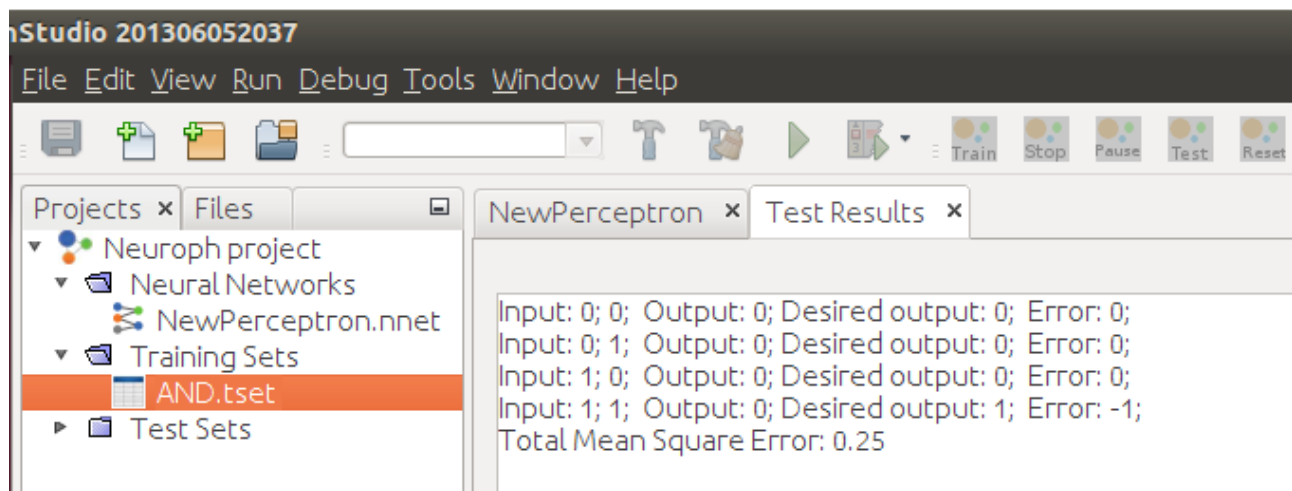 nStudio 201306052037
File Edit View Run Debug Tools Window Help
Train Stop Pause Test Reset
Projects Files
NewPerceptron Test Results
Neuroph project
Neural Networks
NewPerceptron.nnet
Training Sets
AND.tset
Test Sets
Input: 0; 0; Output: 0; Desired output: 0; Error: 0;
Input: 0; 1; Output: 0; Desired output: 0; Error: 0;
Input: 1; 0; Output: 0; Desired output: 0; Error: 0;
Input: 1; 1; Output: 0; Desired output: 1; Error: -1;
Total Mean Square Error: 0.25